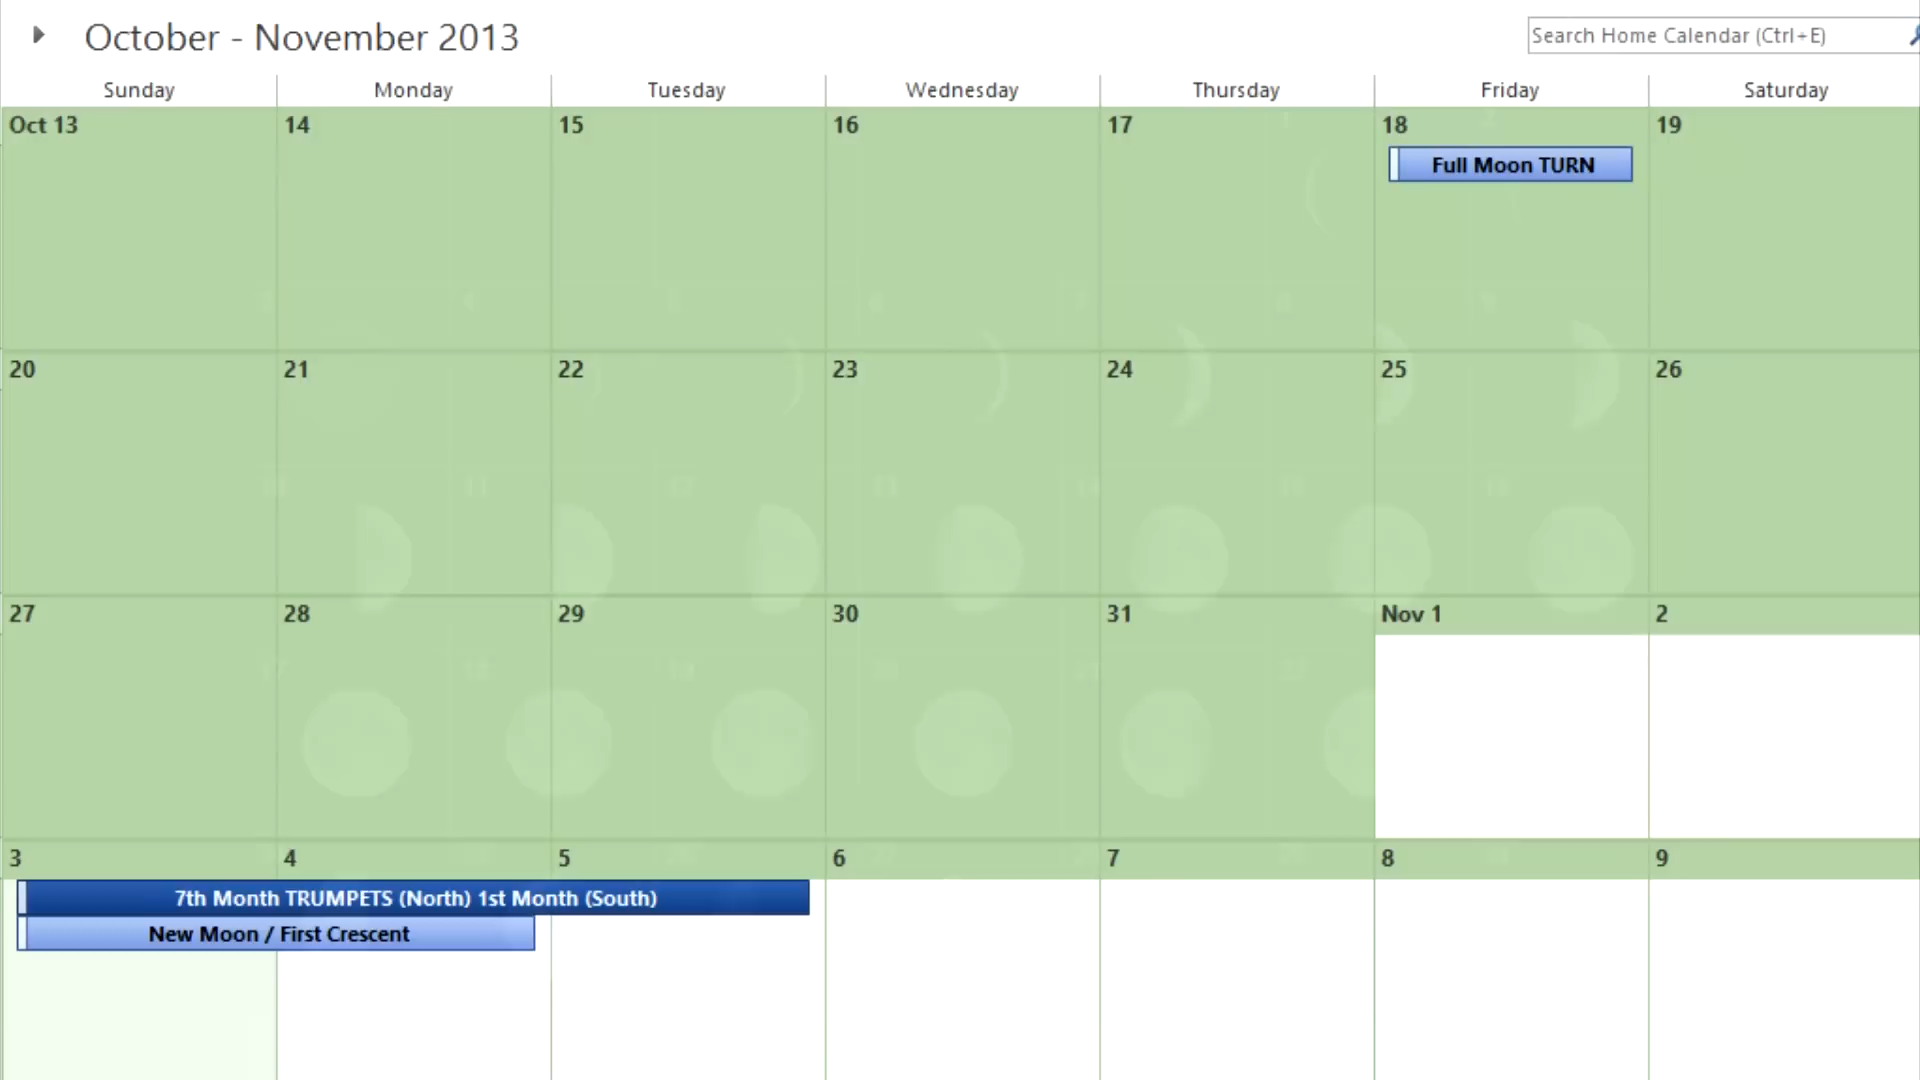 October - November 2013
Search Home Calendar (Ctrl+E)
Sunday Monday Tuesday Wednesday Thursday Friday Saturday
Oct 13 14 15 16 17 18 19
Full Moon TURN
20 21 22 23 24 25 26
27 28 29 30 31 Nov 1 2
3 4 5 6 7 8 9
7th Month TRUMPETS (North) 1st Month (South)
New Moon / First Crescent